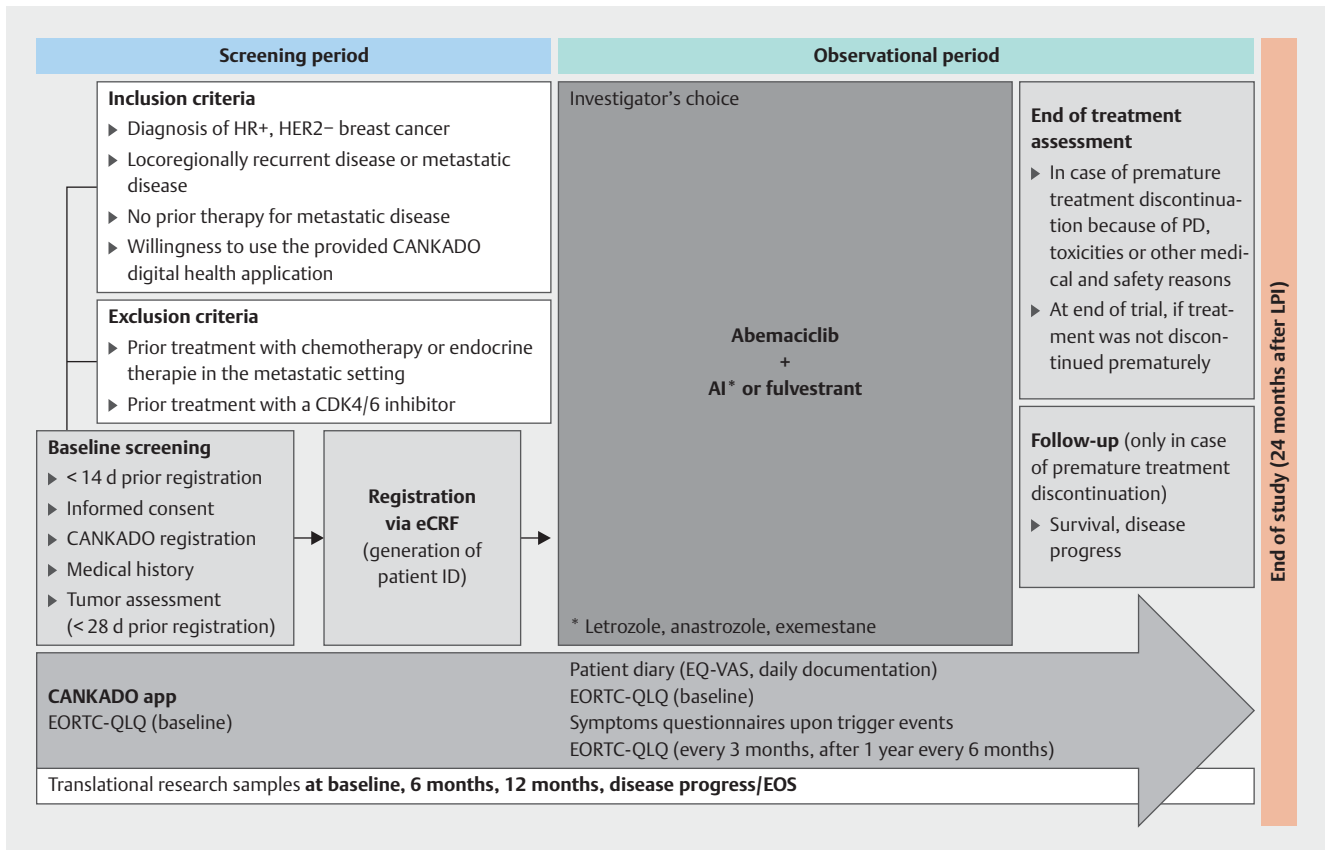 Screening period
Observational period
Inclusion criteria
▶ Diagnosis of HR+, HER2− breast cancer
▶ Locoregionally recurrent disease or metastatic
disease
▶ No prior therapy for metastatic disease
▶ Willingness to use the provided CANKADO
digital health application
Exclusion criteria
▶ Prior treatment with chemotherapy or endocrine
therapie in the metastatic setting
▶ Prior treatment with a CDK4/6 inhibitor
Baseline screening
▶ < 14 d prior registration
▶ Informed consent
▶ CANKADO registration
▶ Medical history
▶ Tumor assessment
(< 28 d prior registration)
Registration
via eCRF
(generation of
patient ID)
Investigator's choice
Abemaciclib
+
AI* or fulvestrant
* Letrozole, anastrozole, exemestane
End of treatment
assessment
▶ In case of premature
treatment discontinua-
tion because of PD,
toxicities or other medi-
cal and safety reasons
▶ At end of trial, if treat-
ment was not discon-
tinued prematurely
Follow-up (only in case
of premature treatment
discontinuation)
▶ Survival, disease
progress
End of study (24 months after LPI)
CANKADO app
EORTC-QLQ (baseline)
Patient diary (EQ-VAS, daily documentation)
EORTC-QLQ (baseline)
Symptoms questionnaires upon trigger events
EORTC-QLQ (every 3 months, after 1 year every 6 months)
Translational research samples at baseline, 6 months, 12 months, disease progress/EOS